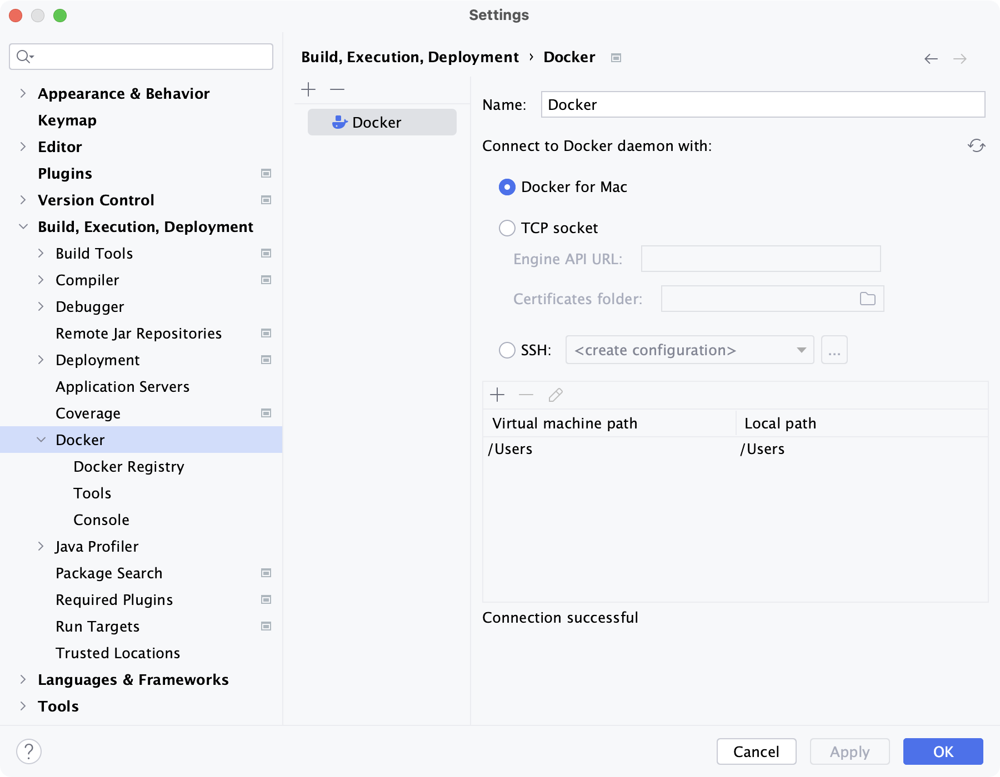 Settings
Appearance & Behavior
Keymap
Editor
Plugins
Version Control
Build, Execution, Deployment
Build Tools
Compiler
Debugger
Remote Jar Repositories
Deployment
Application Servers
Coverage
Docker
Docker Registry
Tools
Console
Java Profiler
Package Search
Required Plugins
Run Targets
Trusted Locations
Languages & Frameworks
Tools
Build, Execution, Deployment › Docker
Docker
Name: Docker
Connect to Docker daemon with:
Docker for Mac
TCP socket
Engine API URL:
Certificates folder:
SSH: <create configuration> ...
Virtual machine path Local path
/Users /Users
Connection successful
? Cancel Apply OK